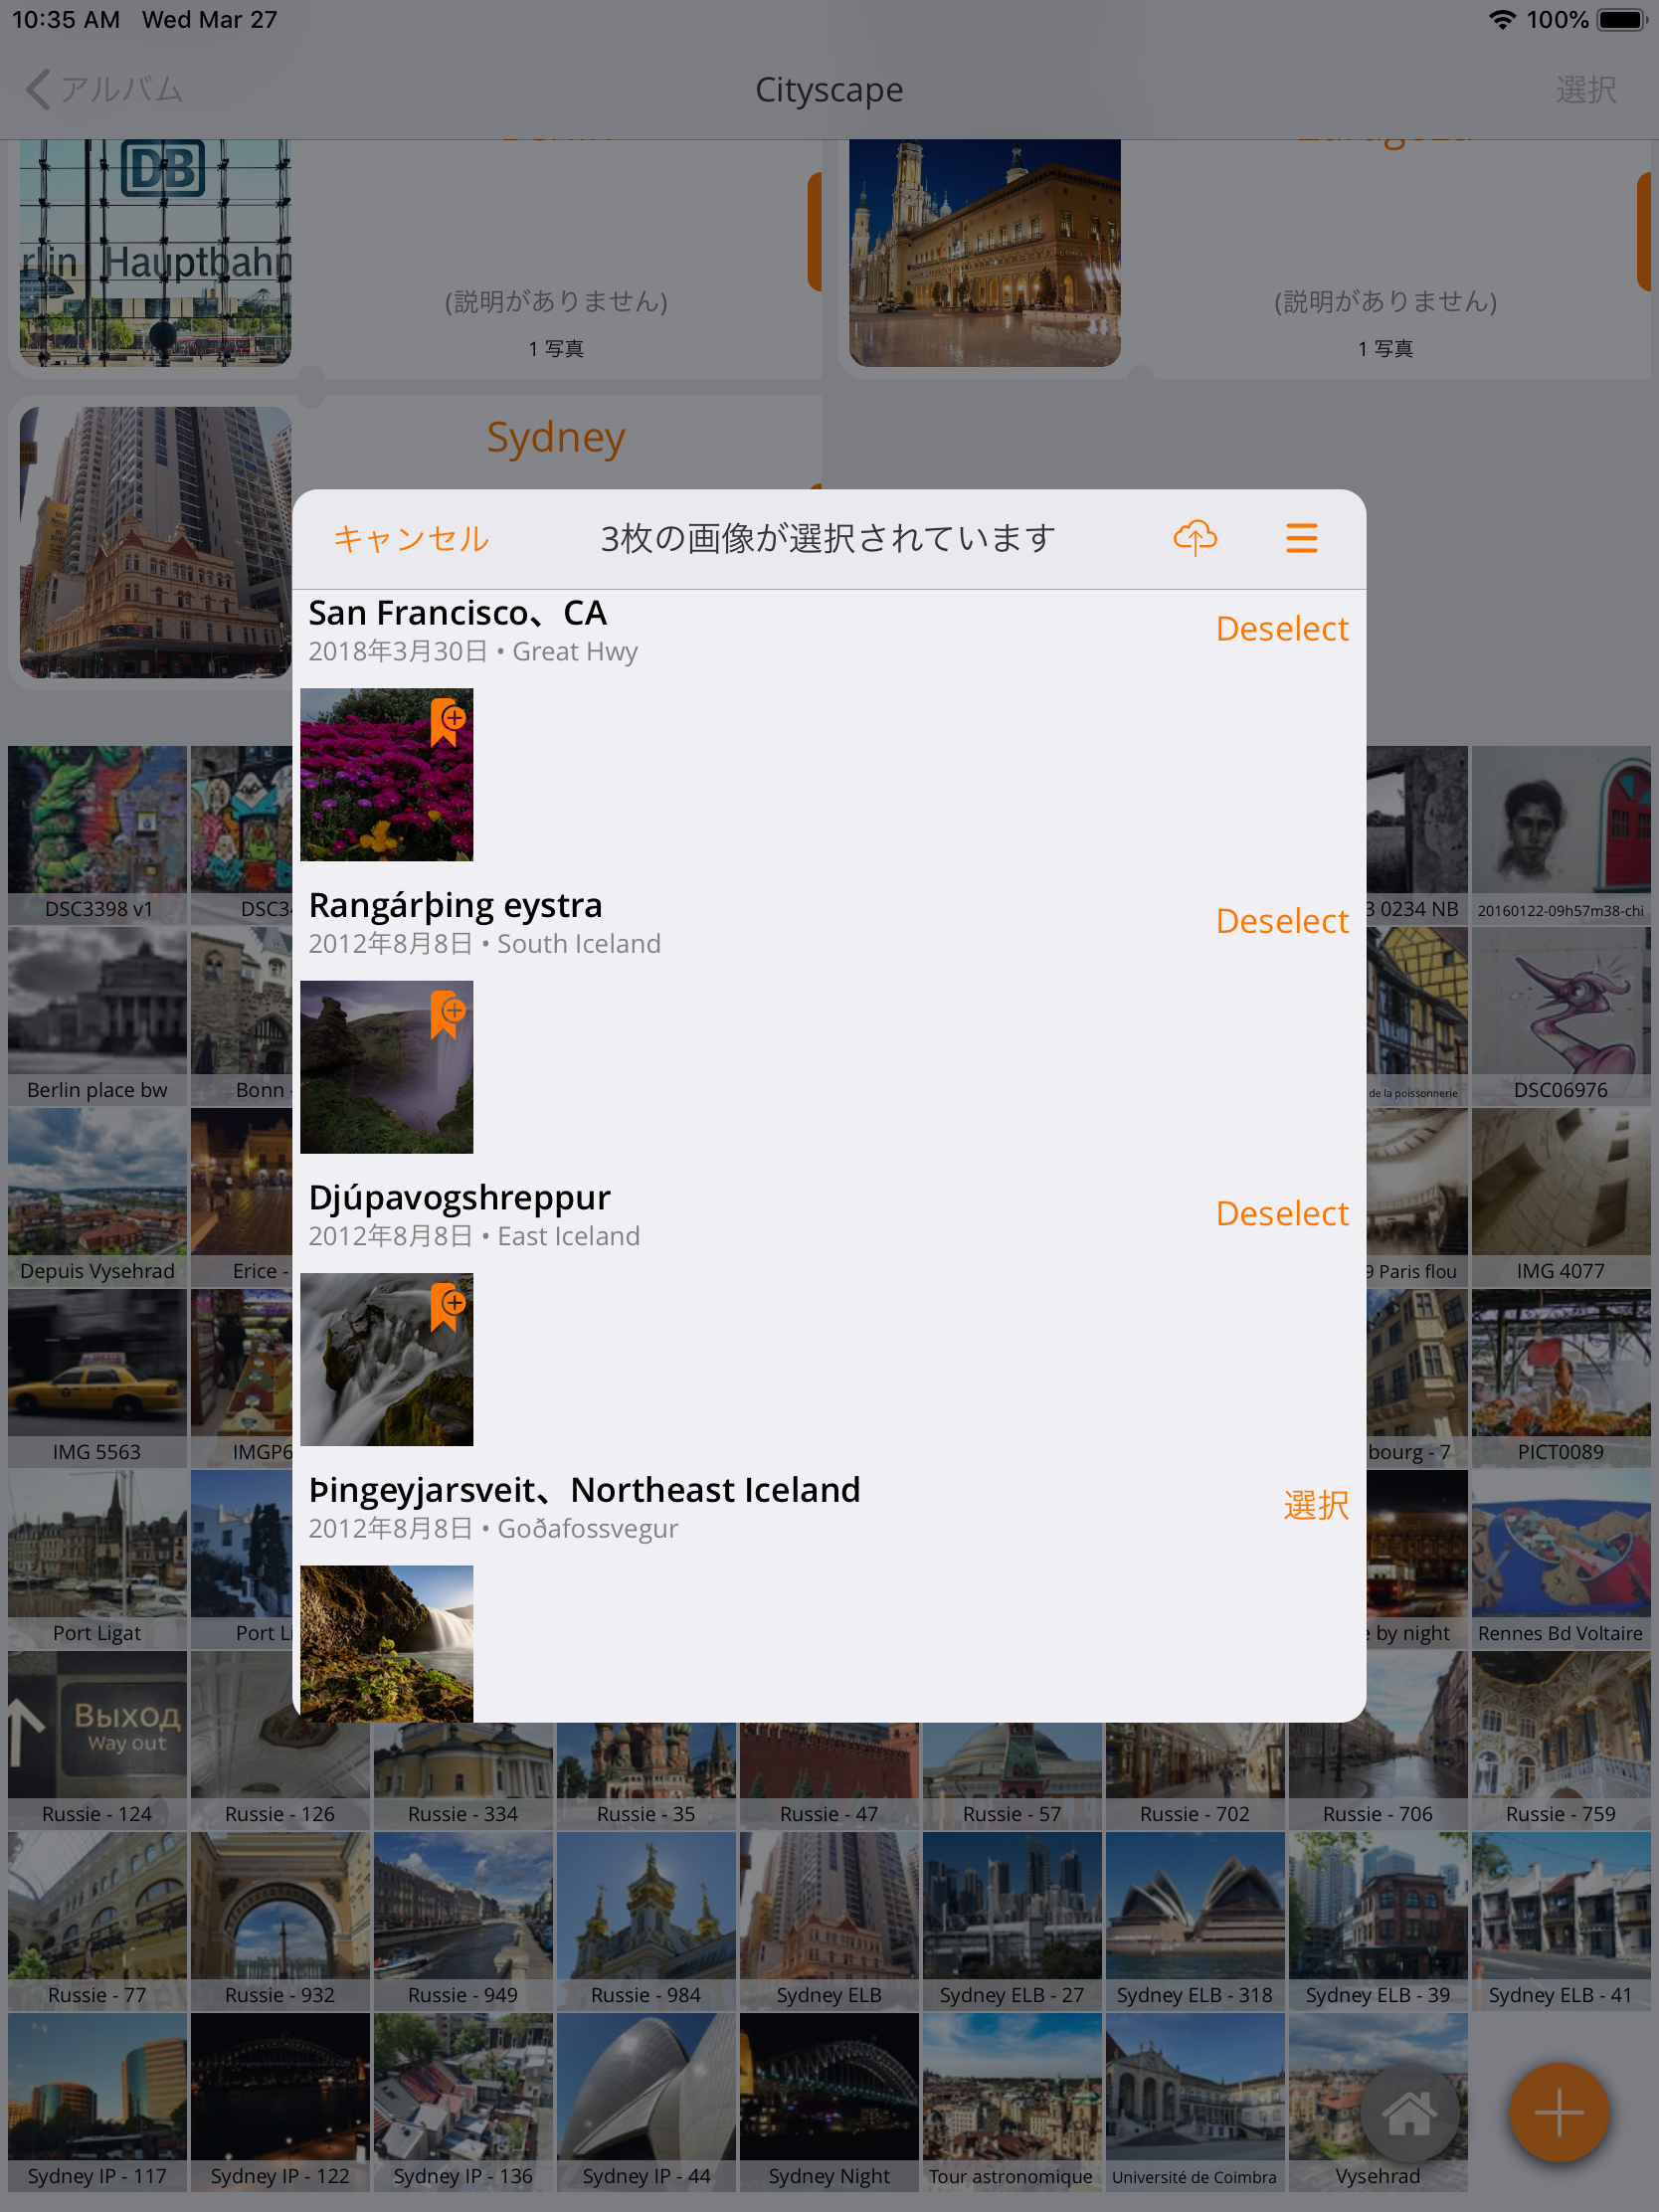 10:35 AM Wed Mar 27
100%
アルバム
Cityscape
選択
DB
rlin Hauptbahn
(説明がありません)
1 写真
(説明がありません)
1 写真
Sydney
キャンセル
3枚の画像が選択されています
San Francisco、CA
2018年3月30日 • Great Hwy
Deselect
Rangárþing eystra
2012年8月8日 • South Iceland
Deselect
Djúpavogshreppur
2012年8月8日 • East Iceland
Deselect
Þingeyjarsveit、Northeast Iceland
2012年8月8日 • Goðafossvegur
選択
DSC3398 v1
DSC34
3 0234 NB
20160122-09h57m38-chi
Berlin place bw
Bonn -
de la poissonnerie
DSC06976
Depuis Vysehrad
Erice -
9 Paris flou
IMG 4077
IMG 5563
IMGP6
bourg - 7
PICT0089
Port Ligat
Port Li
e by night
Rennes Bd Voltaire
Выход
Way out
Russie - 124
Russie - 126
Russie - 334
Russie - 35
Russie - 47
Russie - 57
Russie - 702
Russie - 706
Russie - 759
Russie - 77
Russie - 932
Russie - 949
Russie - 984
Sydney ELB
Sydney ELB - 27
Sydney ELB - 318
Sydney ELB - 39
Sydney ELB - 41
Sydney IP - 117
Sydney IP - 122
Sydney IP - 136
Sydney IP - 44
Sydney Night
Tour astronomique
Université de Coimbra
Vysehrad